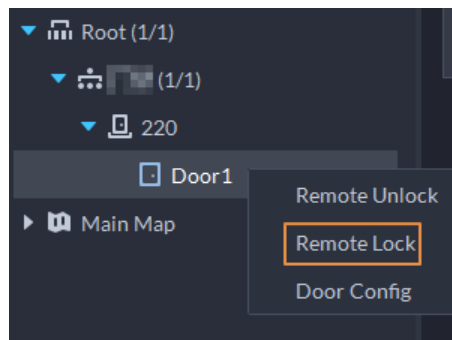 Root (1/1)
(1/1)
220
Door1
Main Map
Remote Unlock
Remote Lock
Door Config